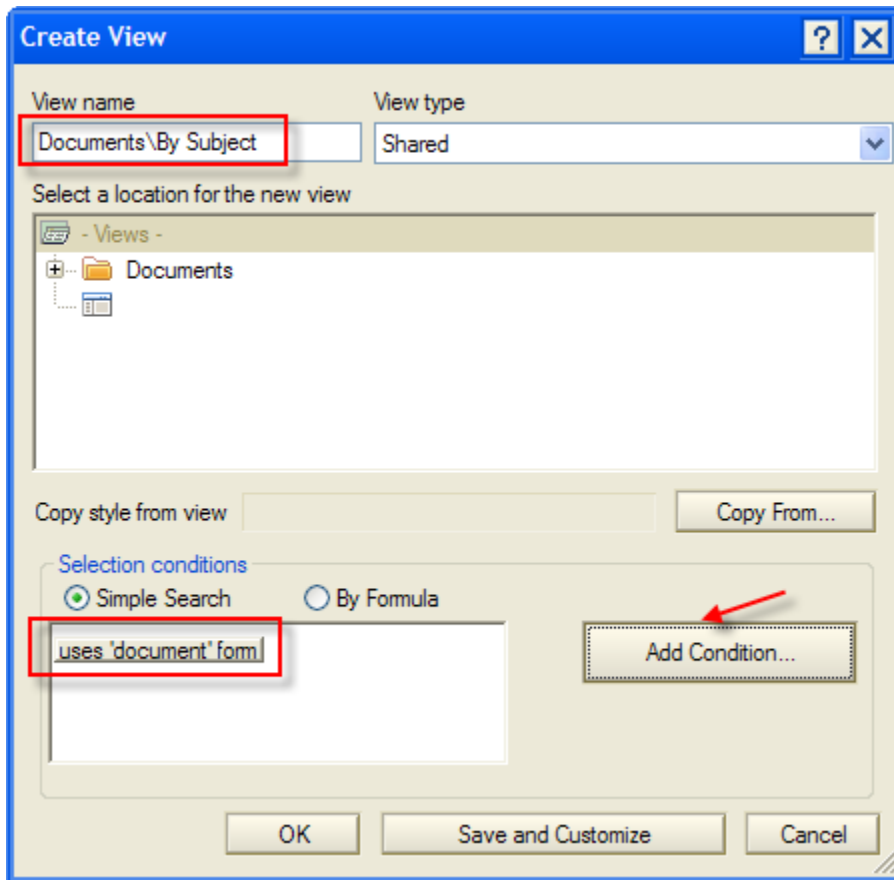 Create View
View name
View type
Documents\By Subject
Shared
Select a location for the new view
- Views -
Documents
Copy style from view
Copy From...
Selection conditions
Simple Search
By Formula
uses 'document' form
Add Condition...
OK
Save and Customize
Cancel